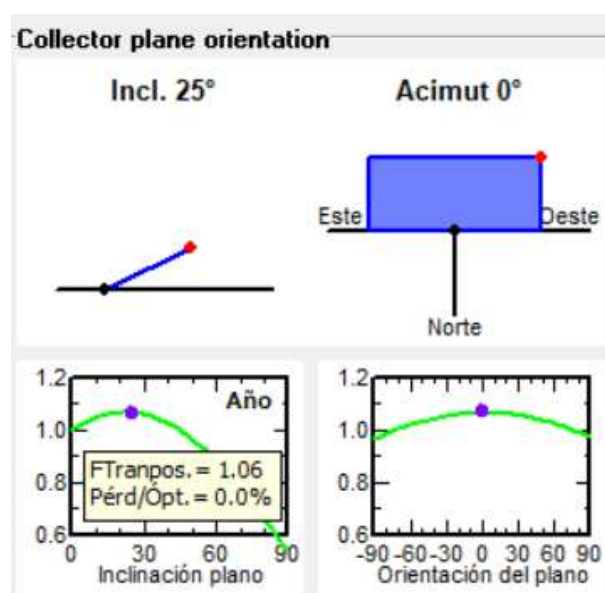 Collector plane orientation
Incl. 25°
Acimut 0°
Este
Oeste
Norte
1.2
1.0
0.8
0.6
Año
FTranpos.= 1.06
Pérd/Ópt.= 0.0%
0 30 60 90
Inclinación plano
1.2
1.0
0.8
0.6
-90 -60 -30 0 30 60 90
Orientación del plano